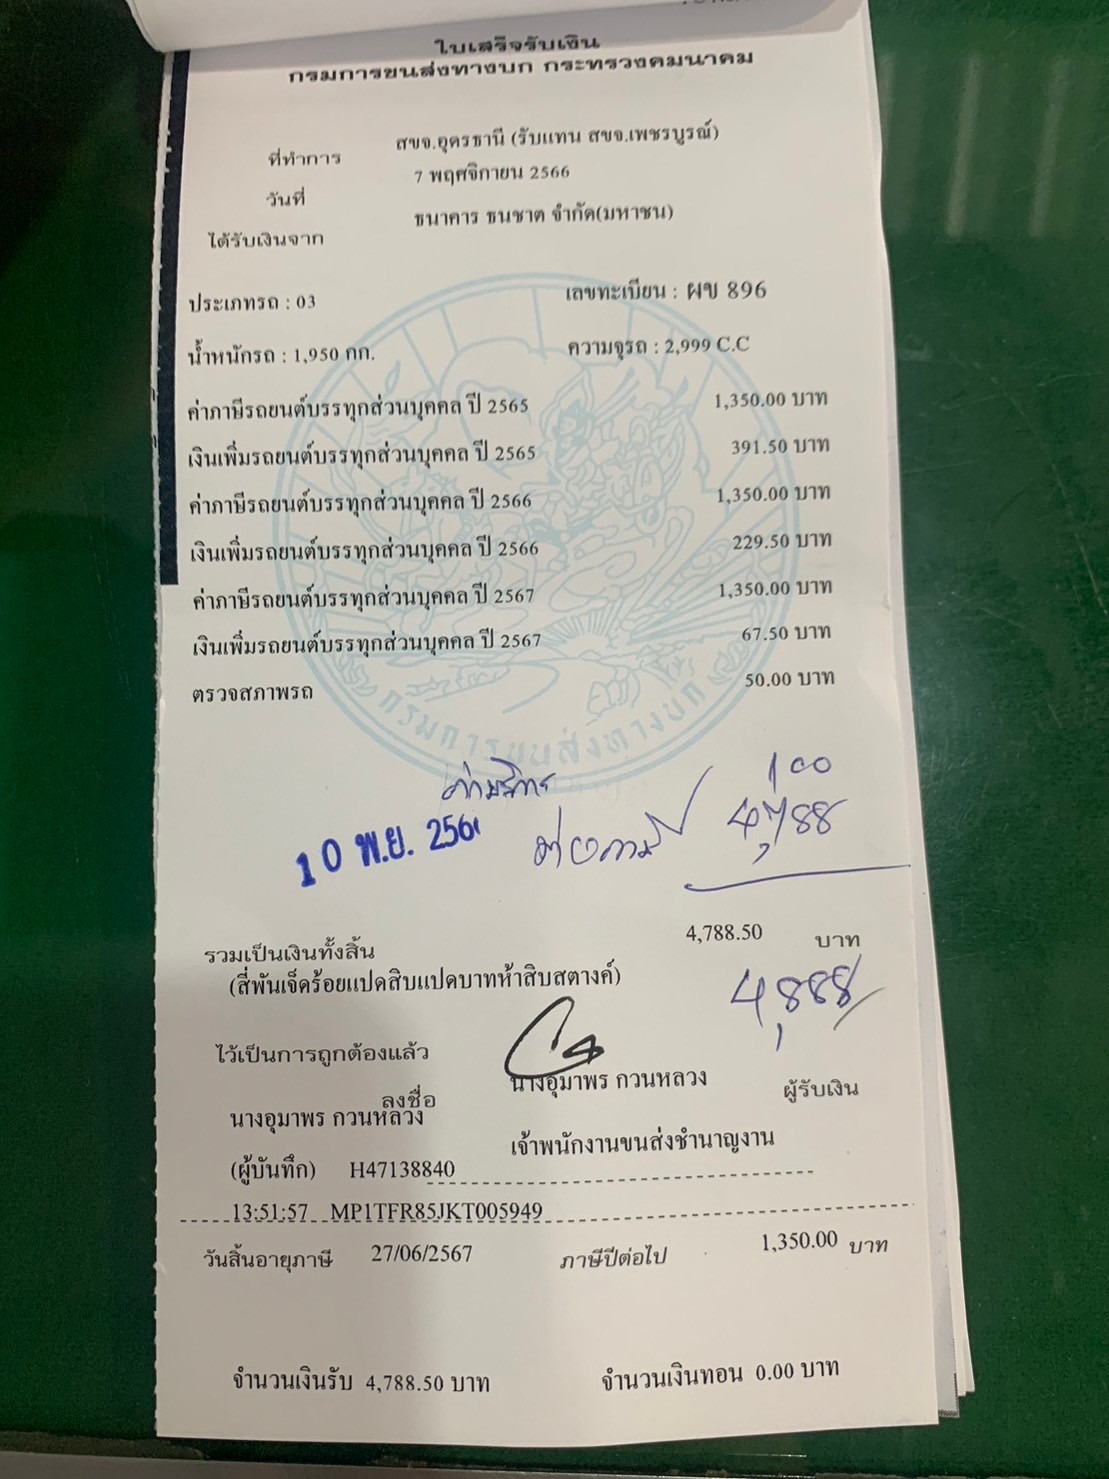 ใบเสร็จรับเงิน
กรมการขนส่งทางบก กระทรวงคมนาคม
ที่ทำการ สขจ.อุดรธานี (รับแทน สขจ.เพชรบูรณ์)
วันที่ 7 พฤศจิกายน 2566
ได้รับเงินจาก ธนาคาร ธนชาต จำกัด(มหาชน)
ประเภทรถ : 03 เลขทะเบียน : ผข 896
น้ำหนักรถ : 1,950 กก. ความจุรถ : 2,999 C.C
ค่าภาษีรถยนต์บรรทุกส่วนบุคคล ปี 2565 1,350.00 บาท
เงินเพิ่มรถยนต์บรรทุกส่วนบุคคล ปี 2565 391.50 บาท
ค่าภาษีรถยนต์บรรทุกส่วนบุคคล ปี 2566 1,350.00 บาท
เงินเพิ่มรถยนต์บรรทุกส่วนบุคคล ปี 2566 229.50 บาท
ค่าภาษีรถยนต์บรรทุกส่วนบุคคล ปี 2567 1,350.00 บาท
เงินเพิ่มรถยนต์บรรทุกส่วนบุคคล ปี 2567 67.50 บาท
ตรวจสภาพรถ 50.00 บาท
กรมการขนส่งทางบก
ค่าบริการ 100
10 พ.ย. 256
ต่อภาษี 4,788
รวมเป็นเงินทั้งสิ้น 4,788.50 บาท
(สี่พันเจ็ดร้อยแปดสิบแปดบาทห้าสิบสตางค์)
4,888
ไว้เป็นการถูกต้องแล้ว
ลงชื่อ นางอุมาพร กวนหลวง ผู้รับเงิน
นางอุมาพร กวนหลวง
เจ้าพนักงานขนส่งชำนาญงาน
(ผู้บันทึก) H47138840
13:51:57 MP1TFR85JKT005949
วันสิ้นอายุภาษี 27/06/2567 ภาษีปีต่อไป 1,350.00 บาท
จำนวนเงินรับ 4,788.50 บาท จำนวนเงินทอน 0.00 บาท